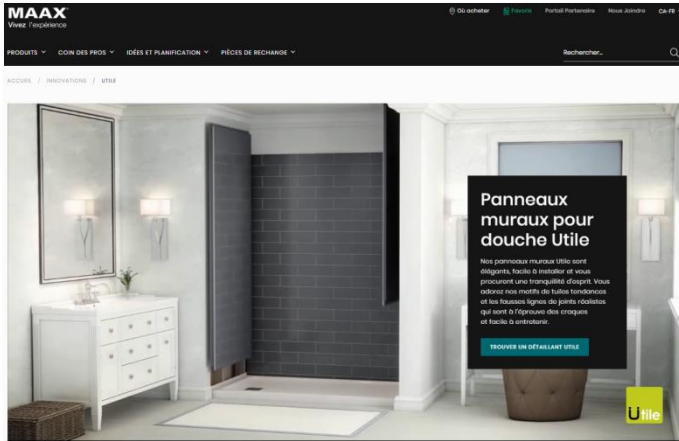 MAAX
Vivez l'expérience
Où acheter Favoris Portail Partenaire Nous Joindre CA-FR
PRODUITS COIN DES PROS IDÉES ET PLANIFICATION PIÈCES DE RECHANGE Rechercher...
ACCUEIL / INNOVATIONS / UTILE
Panneaux
muraux pour
douche Utile
Nos panneaux muraux Utile sont
élégants, facile à installer et vous
procurent une tranquillité d'esprit. Vous
adorez nos motifs de tuiles tendances
et les fausses lignes de joints réalistes
qui sont à l'épreuve des craques
et facile à entretenir.
TROUVER UN DÉTAILLANT UTILE
Utile